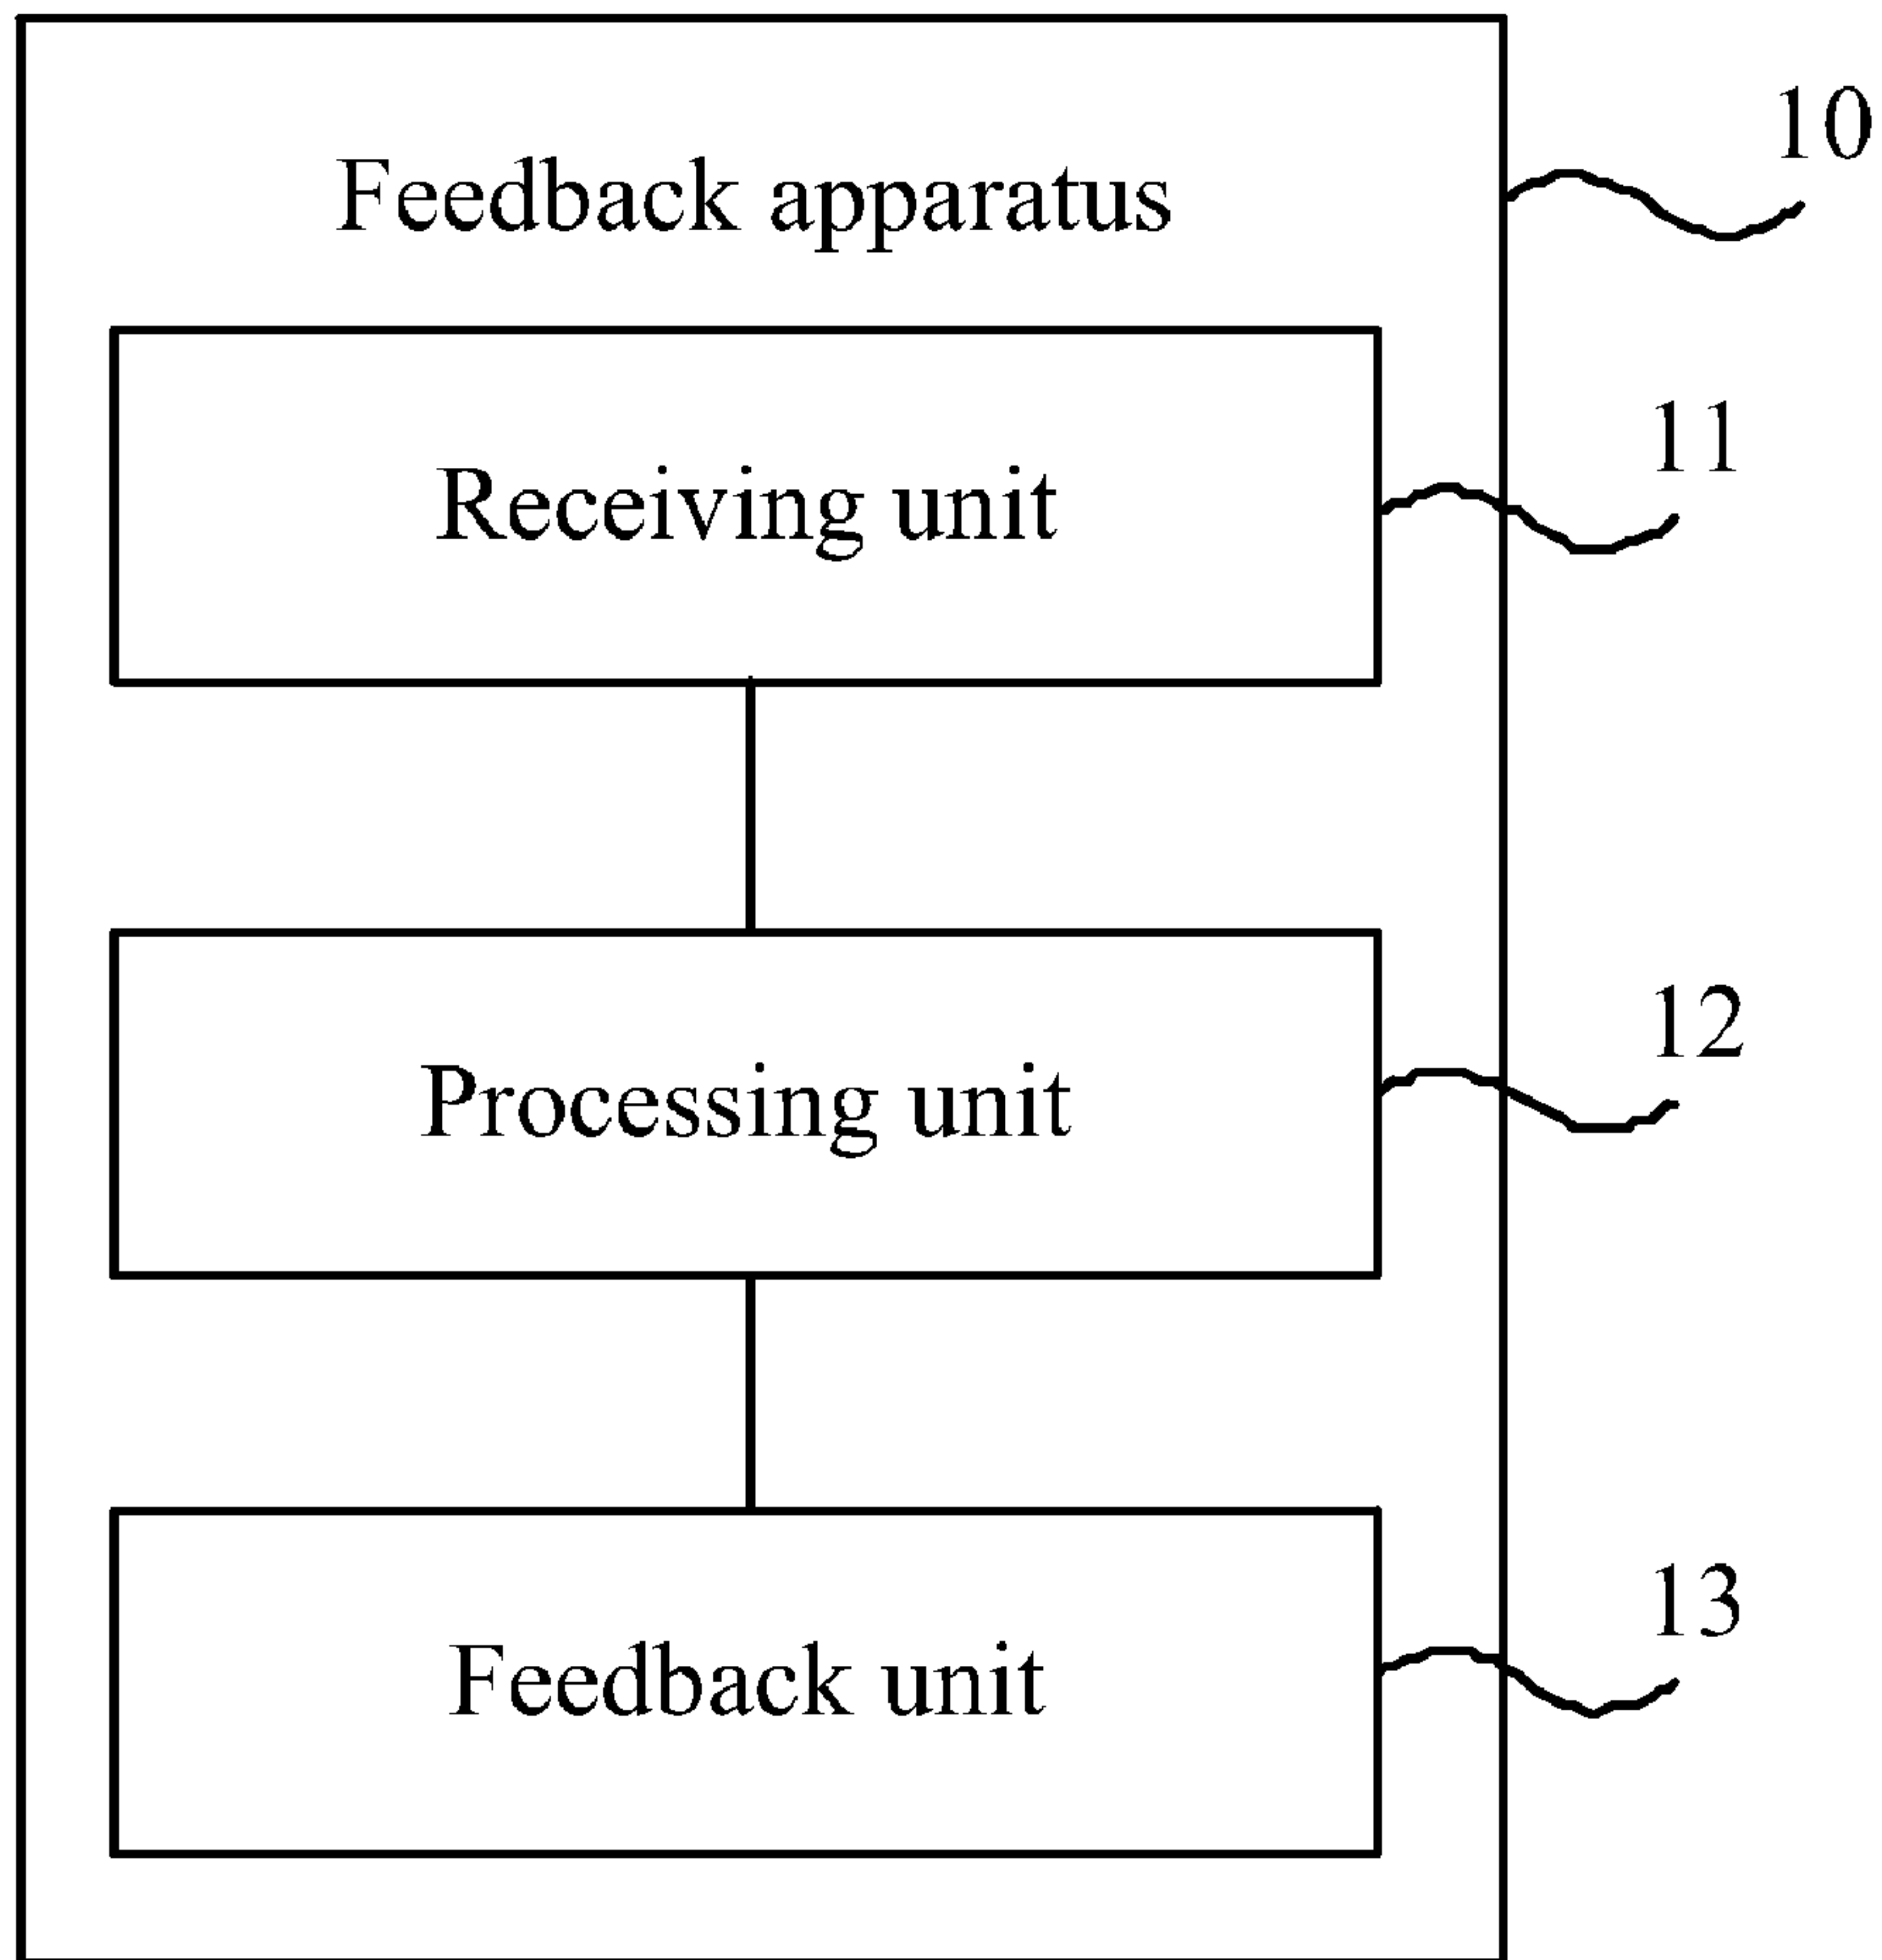 Feedback apparatus
10
Receiving unit
11
Processing unit
12
Feedback unit
13